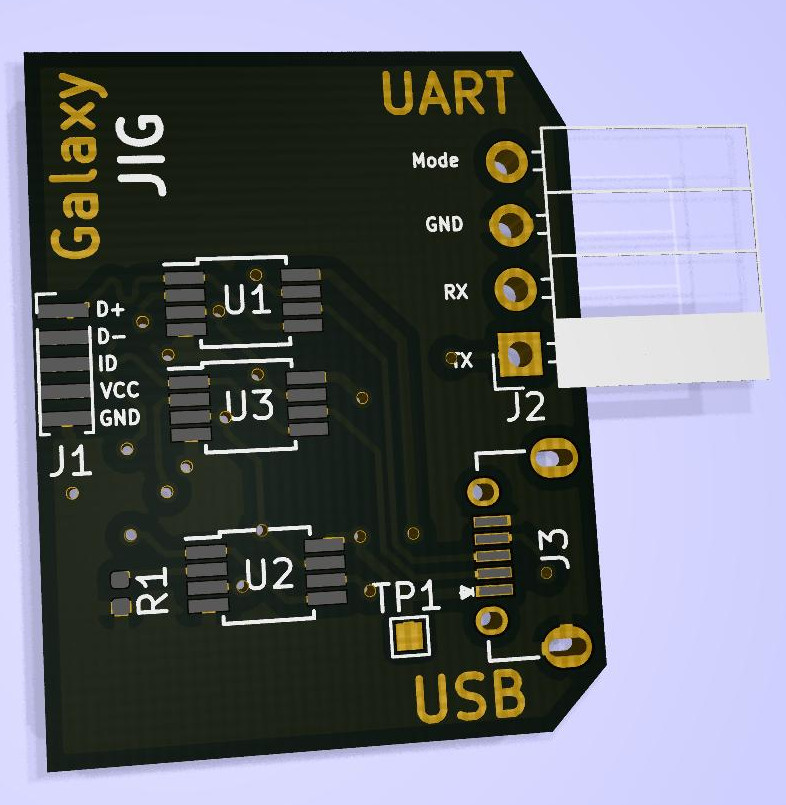 Galaxy
JIG
UART
Mode
GND
RX
TX
J2
U1
D+
D-
ID
VCC
GND
J1
U3
U2
R1
TP1
J3
USB